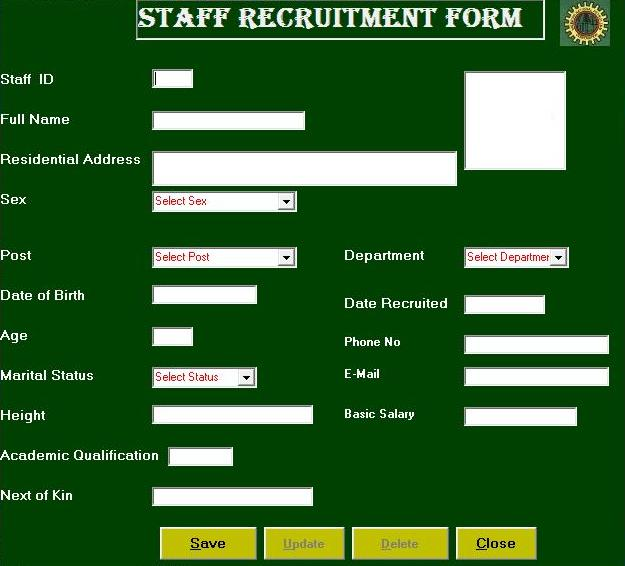 STAFF RECRUITMENT FORM
Staff ID
Full Name
Residential Address
Sex
Select Sex
Post
Select Post
Department
Select Departmer
Date of Birth
Date Recruited
Age
Phone No
Marital Status
Select Status
E-Mail
Height
Basic Salary
Academic Qualification
Next of Kin
Save
Update
Delete
Close